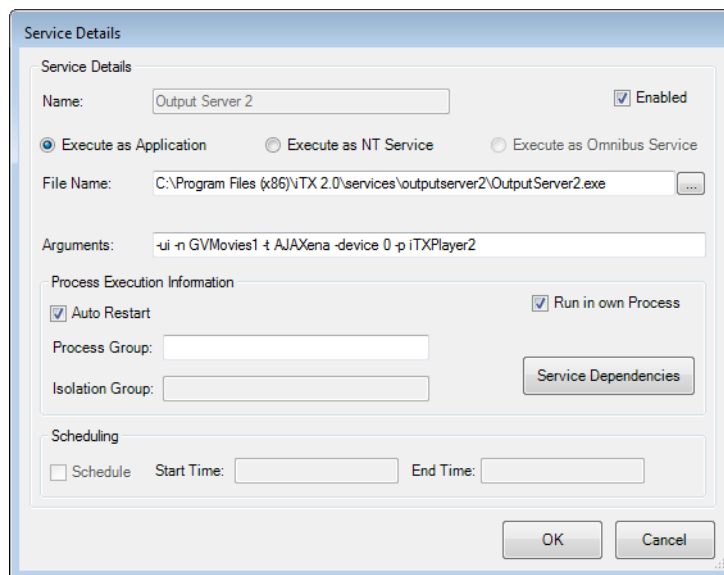 Service Details
Service Details
Name: Output Server 2 Enabled
Execute as Application Execute as NT Service Execute as Omnibus Service
File Name: C:\Program Files (x86)\iTX 2.0\services\outputserver2\OutputServer2.exe ...
Arguments: -ui -n GVMovies1 -t AJAXena -device 0 -p iTXPlayer2
Process Execution Information
Auto Restart Run in own Process
Process Group:
Service Dependencies
Isolation Group:
Scheduling
Schedule Start Time: End Time:
OK Cancel